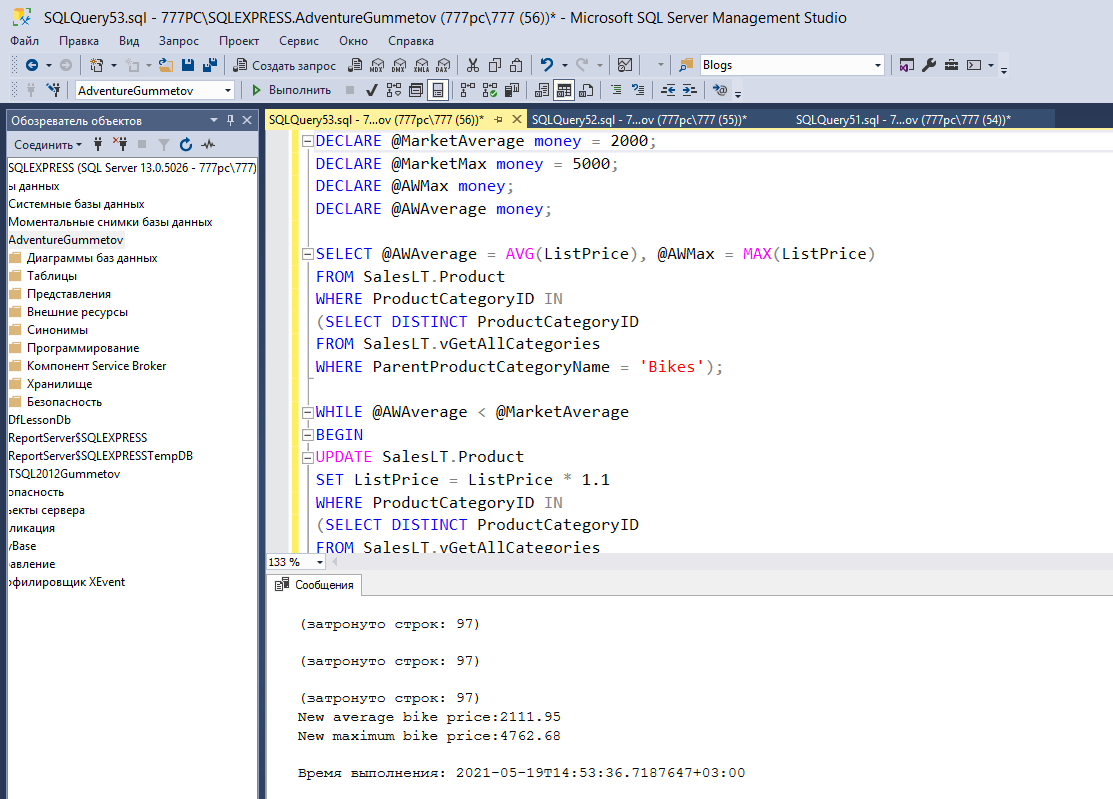 SQLQuery53.sql - 777PC\SQLEXPRESS.AdventureGummetov (777pc\777 (56))* - Microsoft SQL Server Management Studio
Файл Правка Вид Запрос Проект Сервис Окно Справка
Создать запрос MDX DMX XMLA DAX Blogs
AdventureGummetov Выполнить
Обозреватель объектов
Соединить
SQLEXPRESS (SQL Server 13.0.5026 - 777pc\777)
ы данных
Системные базы данных
Моментальные снимки базы данных
AdventureGummetov
Диаграммы баз данных
Таблицы
Представления
Внешние ресурсы
Синонимы
Программирование
Компонент Service Broker
Хранилище
Безопасность
DfLessonDb
ReportServer$SQLEXPRESS
ReportServer$SQLEXPRESSTempDB
TSQL2012Gummetov
опасность
екты сервера
ликация
yBase
авление
офилировщик XEvent
SQLQuery53.sql - 7...ov (777pc\777 (56))* SQLQuery52.sql - 7...ov (777pc\777 (55))* SQLQuery51.sql - 7...ov (777pc\777 (54))*
DECLARE @MarketAverage money = 2000;
DECLARE @MarketMax money = 5000;
DECLARE @AWMax money;
DECLARE @AWAverage money;
SELECT @AWAverage = AVG(ListPrice), @AWMax = MAX(ListPrice)
FROM SalesLT.Product
WHERE ProductCategoryID IN
(SELECT DISTINCT ProductCategoryID
FROM SalesLT.vGetAllCategories
WHERE ParentProductCategoryName = 'Bikes');
WHILE @AWAverage < @MarketAverage
BEGIN
UPDATE SalesLT.Product
SET ListPrice = ListPrice * 1.1
WHERE ProductCategoryID IN
(SELECT DISTINCT ProductCategoryID
FROM SalesLT.vGetAllCategories
133 %
Сообщения
(затронуто строк: 97)
(затронуто строк: 97)
(затронуто строк: 97)
New average bike price:2111.95
New maximum bike price:4762.68
Время выполнения: 2021-05-19T14:53:36.7187647+03:00